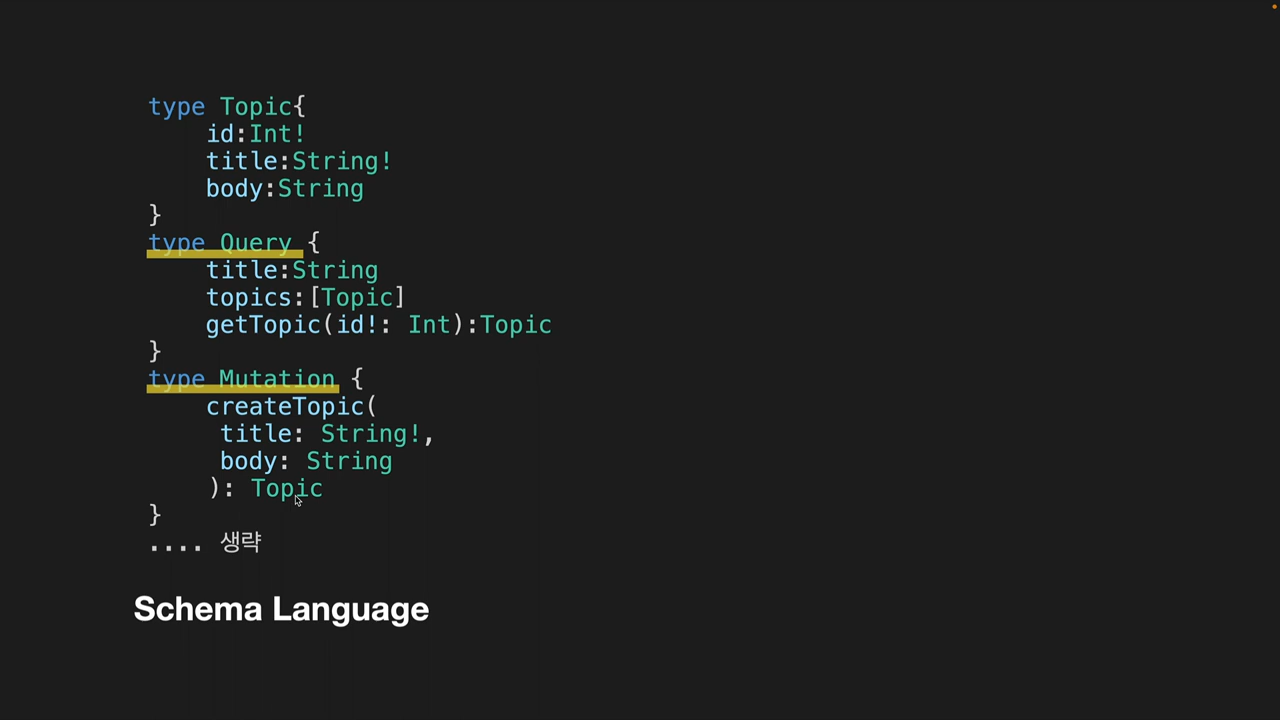 type Topic{
id:Int!
title:String!
body:String
}
type Query {
title:String
topics:[Topic]
getTopic(id!: Int):Topic
}
type Mutation {
createTopic(
title: String!,
body: String
): Topic
}
.... 생략
Schema Language